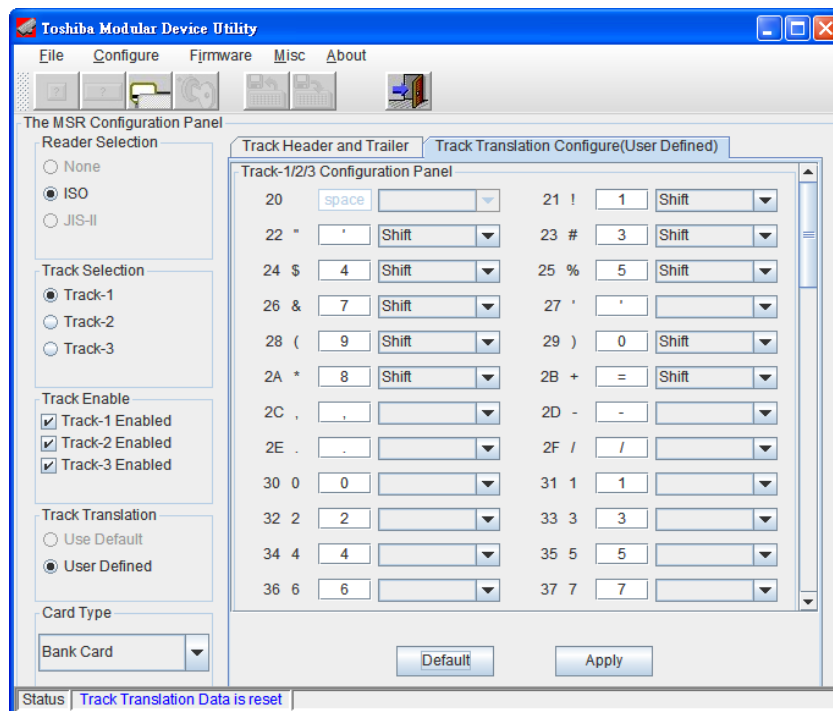 Toshiba Modular Device Utility
File Configure Firmware Misc About
The MSR Configuration Panel
Reader Selection
None
ISO
JIS-II
Track Selection
Track-1
Track-2
Track-3
Track Enable
Track-1 Enabled
Track-2 Enabled
Track-3 Enabled
Track Translation
Use Default
User Defined
Card Type
Bank Card
Track Header and Trailer Track Translation Configure(User Defined)
Track-1/2/3 Configuration Panel
20 space 21 ! 1 Shift
22 " ' Shift 23 # 3 Shift
24 $ 4 Shift 25 % 5 Shift
26 & 7 Shift 27 ' '
28 ( 9 Shift 29 ) 0 Shift
2A * 8 Shift 2B + = Shift
2C , , 2D - -
2E . . 2F / /
30 0 0 31 1 1
32 2 2 33 3 3
34 4 4 35 5 5
36 6 6 37 7 7
Default Apply
Status Track Translation Data is reset